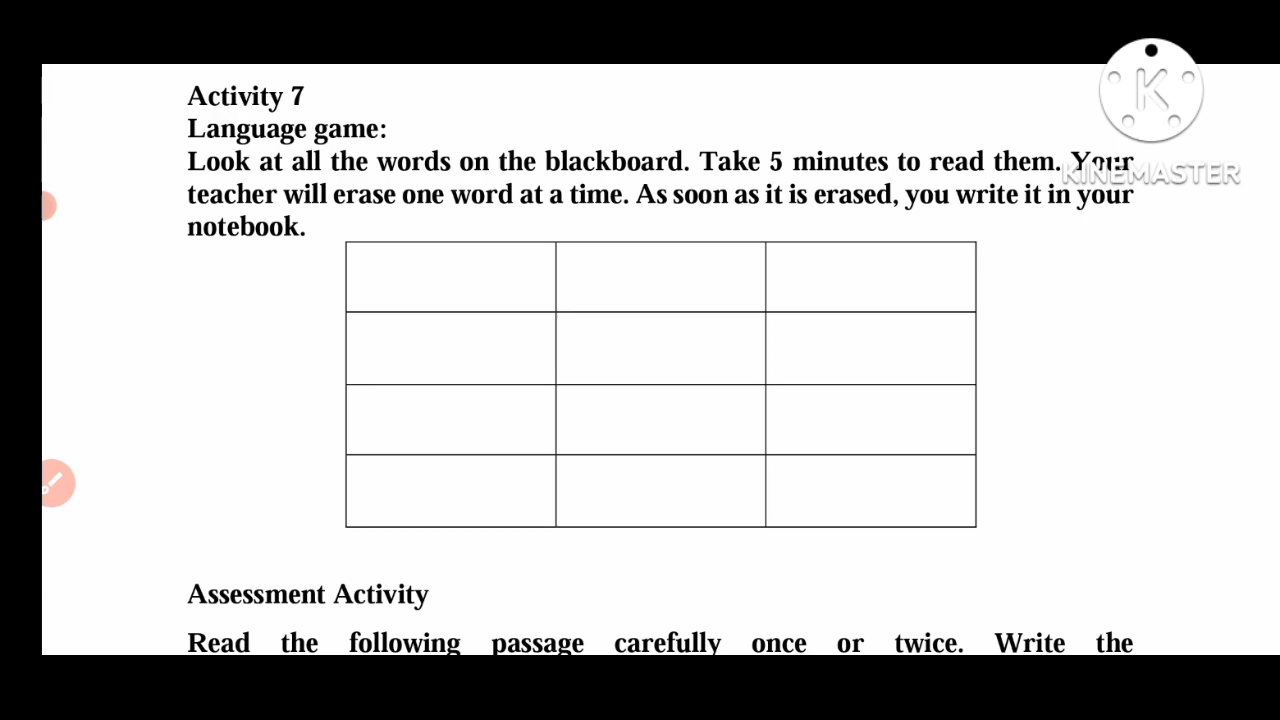 Activity 7
Language game:
Look at all the words on the blackboard. Take 5 minutes to read them. Your
teacher will erase one word at a time. As soon as it is erased, you write it in your
notebook.
Assessment Activity
Read the following passage carefully once or twice. Write the
K
KINEMASTER